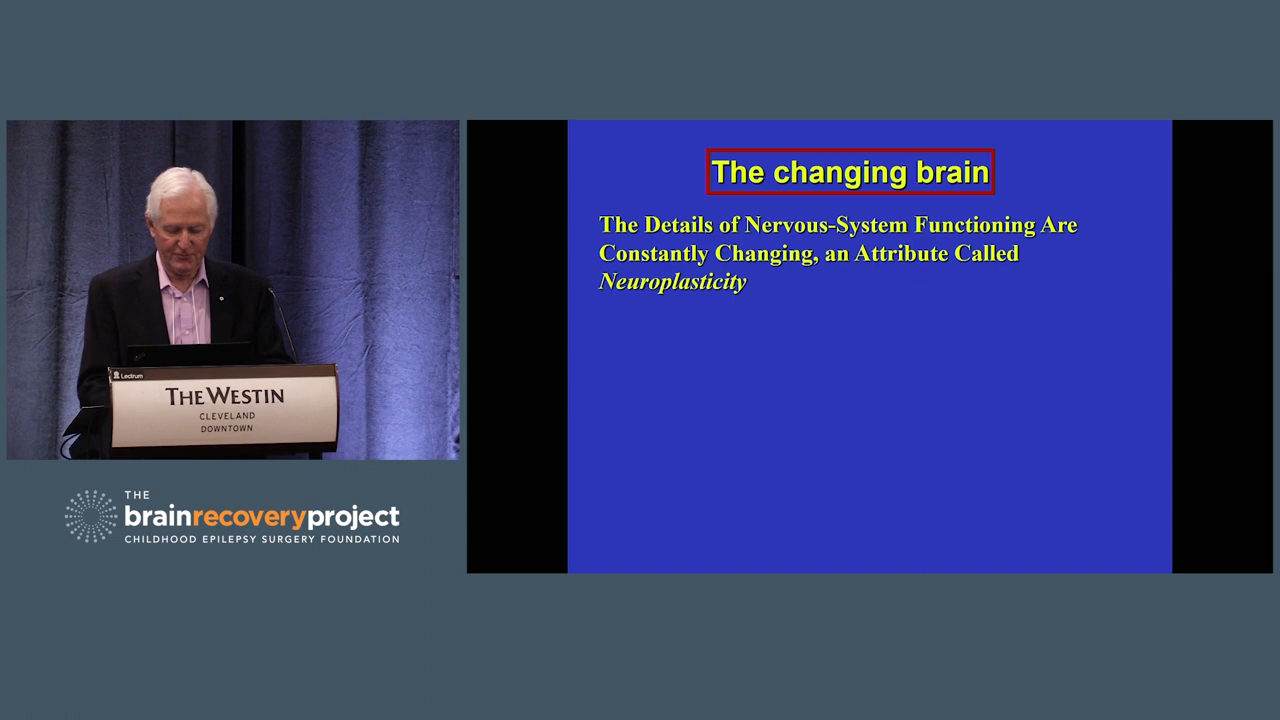 The changing brain
The Details of Nervous-System Functioning Are
Constantly Changing, an Attribute Called
Neuroplasticity
Lectrum
THE WESTIN
CLEVELAND
DOWNTOWN
THE
brainrecoveryproject
CHILDHOOD EPILEPSY SURGERY FOUNDATION